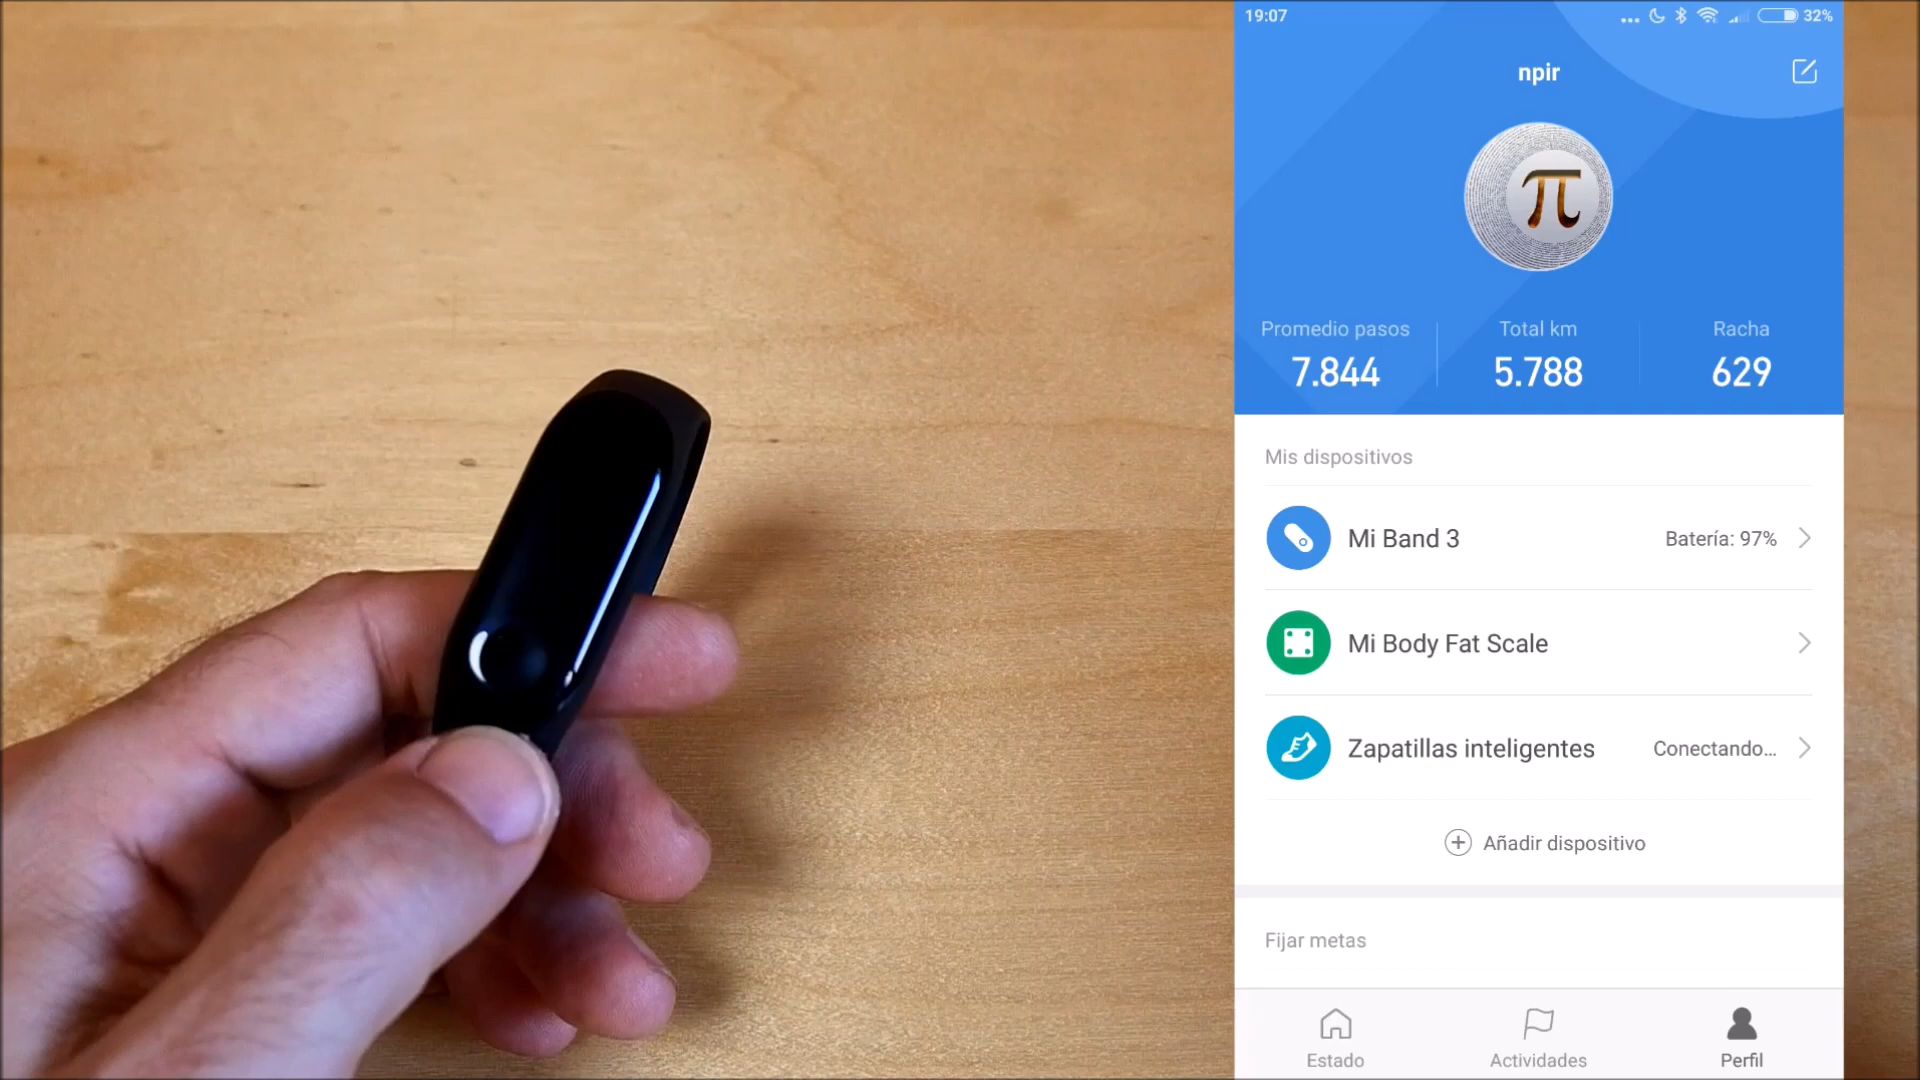 19:07
32%
npir
π
Promedio pasos
Total km
Racha
7.844
5.788
629
Mis dispositivos
Mi Band 3
Batería: 97%
Mi Body Fat Scale
Zapatillas inteligentes
Conectando...
Añadir dispositivo
Fijar metas
Estado
Actividades
Perfil